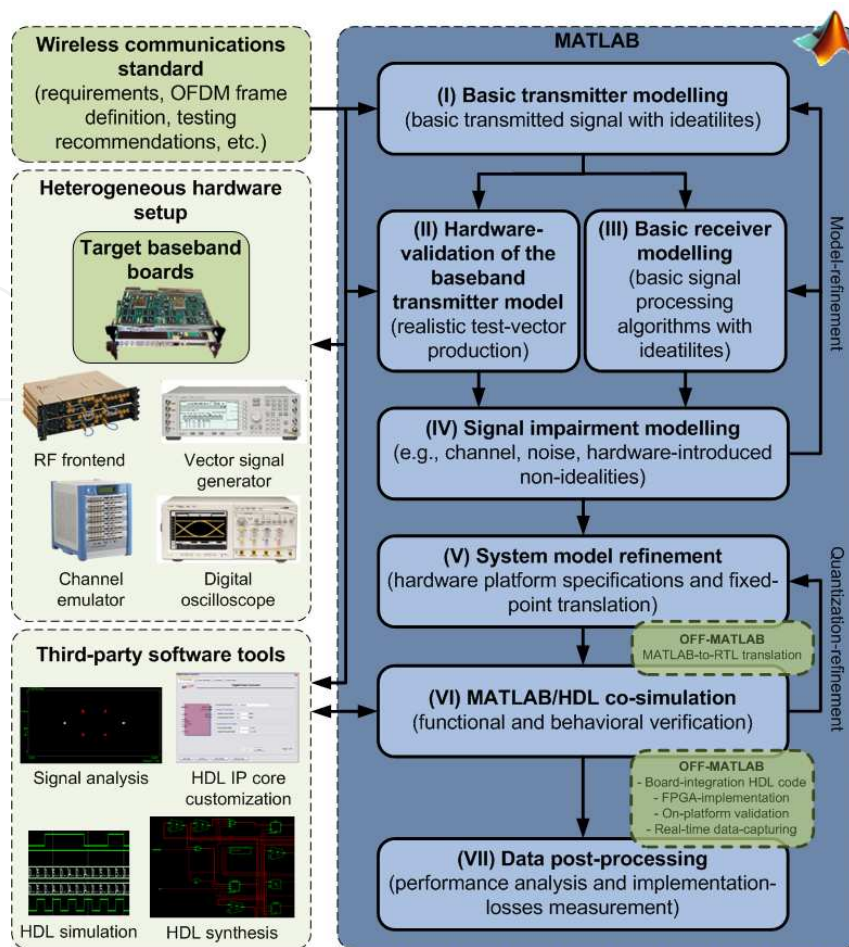 Wireless communications
standard
(requirements, OFDM frame
definition, testing
recommendations, etc.)
Heterogeneous hardware
setup
Target baseband
boards
RF frontend
Vector signal
generator
Channel
emulator
Digital
oscilloscope
Third-party software tools
Signal analysis
HDL IP core
customization
HDL simulation
HDL synthesis
MATLAB
(I) Basic transmitter modelling
(basic transmitted signal with ideatilites)
(II) Hardware-
validation of the
baseband
transmitter model
(realistic test-vector
production)
(III) Basic receiver
modelling
(basic signal
processing
algorithms with
ideatilites)
Model-refinement
(IV) Signal impairment modelling
(e.g., channel, noise, hardware-introduced
non-idealities)
(V) System model refinement
(hardware platform specifications and fixed-
point translation)
Quantization-refinement
OFF-MATLAB
MATLAB-to-RTL translation
(VI) MATLAB/HDL co-simulation
(functional and behavioral verification)
OFF-MATLAB
- Board-integration HDL code
- FPGA-implementation
- On-platform validation
- Real-time data-capturing
(VII) Data post-processing
(performance analysis and implementation-
losses measurement)